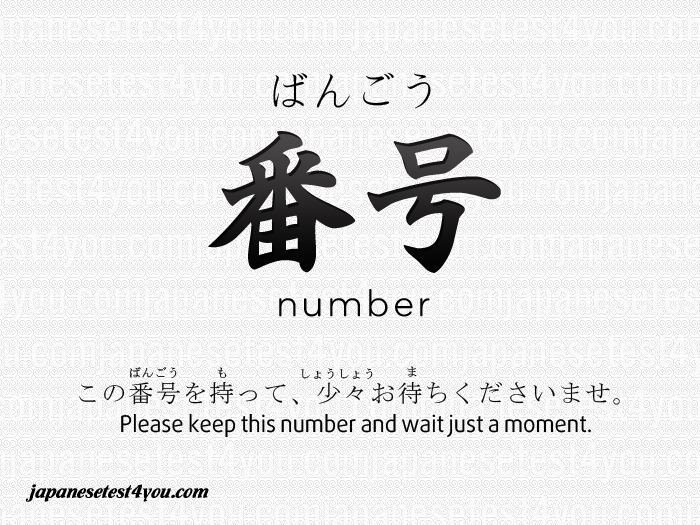 ばんごう
番号
number
ばんごう も しょうしょう ま
この番号を持って、少々お待ちくださいませ。
Please keep this number and wait just a moment.
japanesetest4you.com